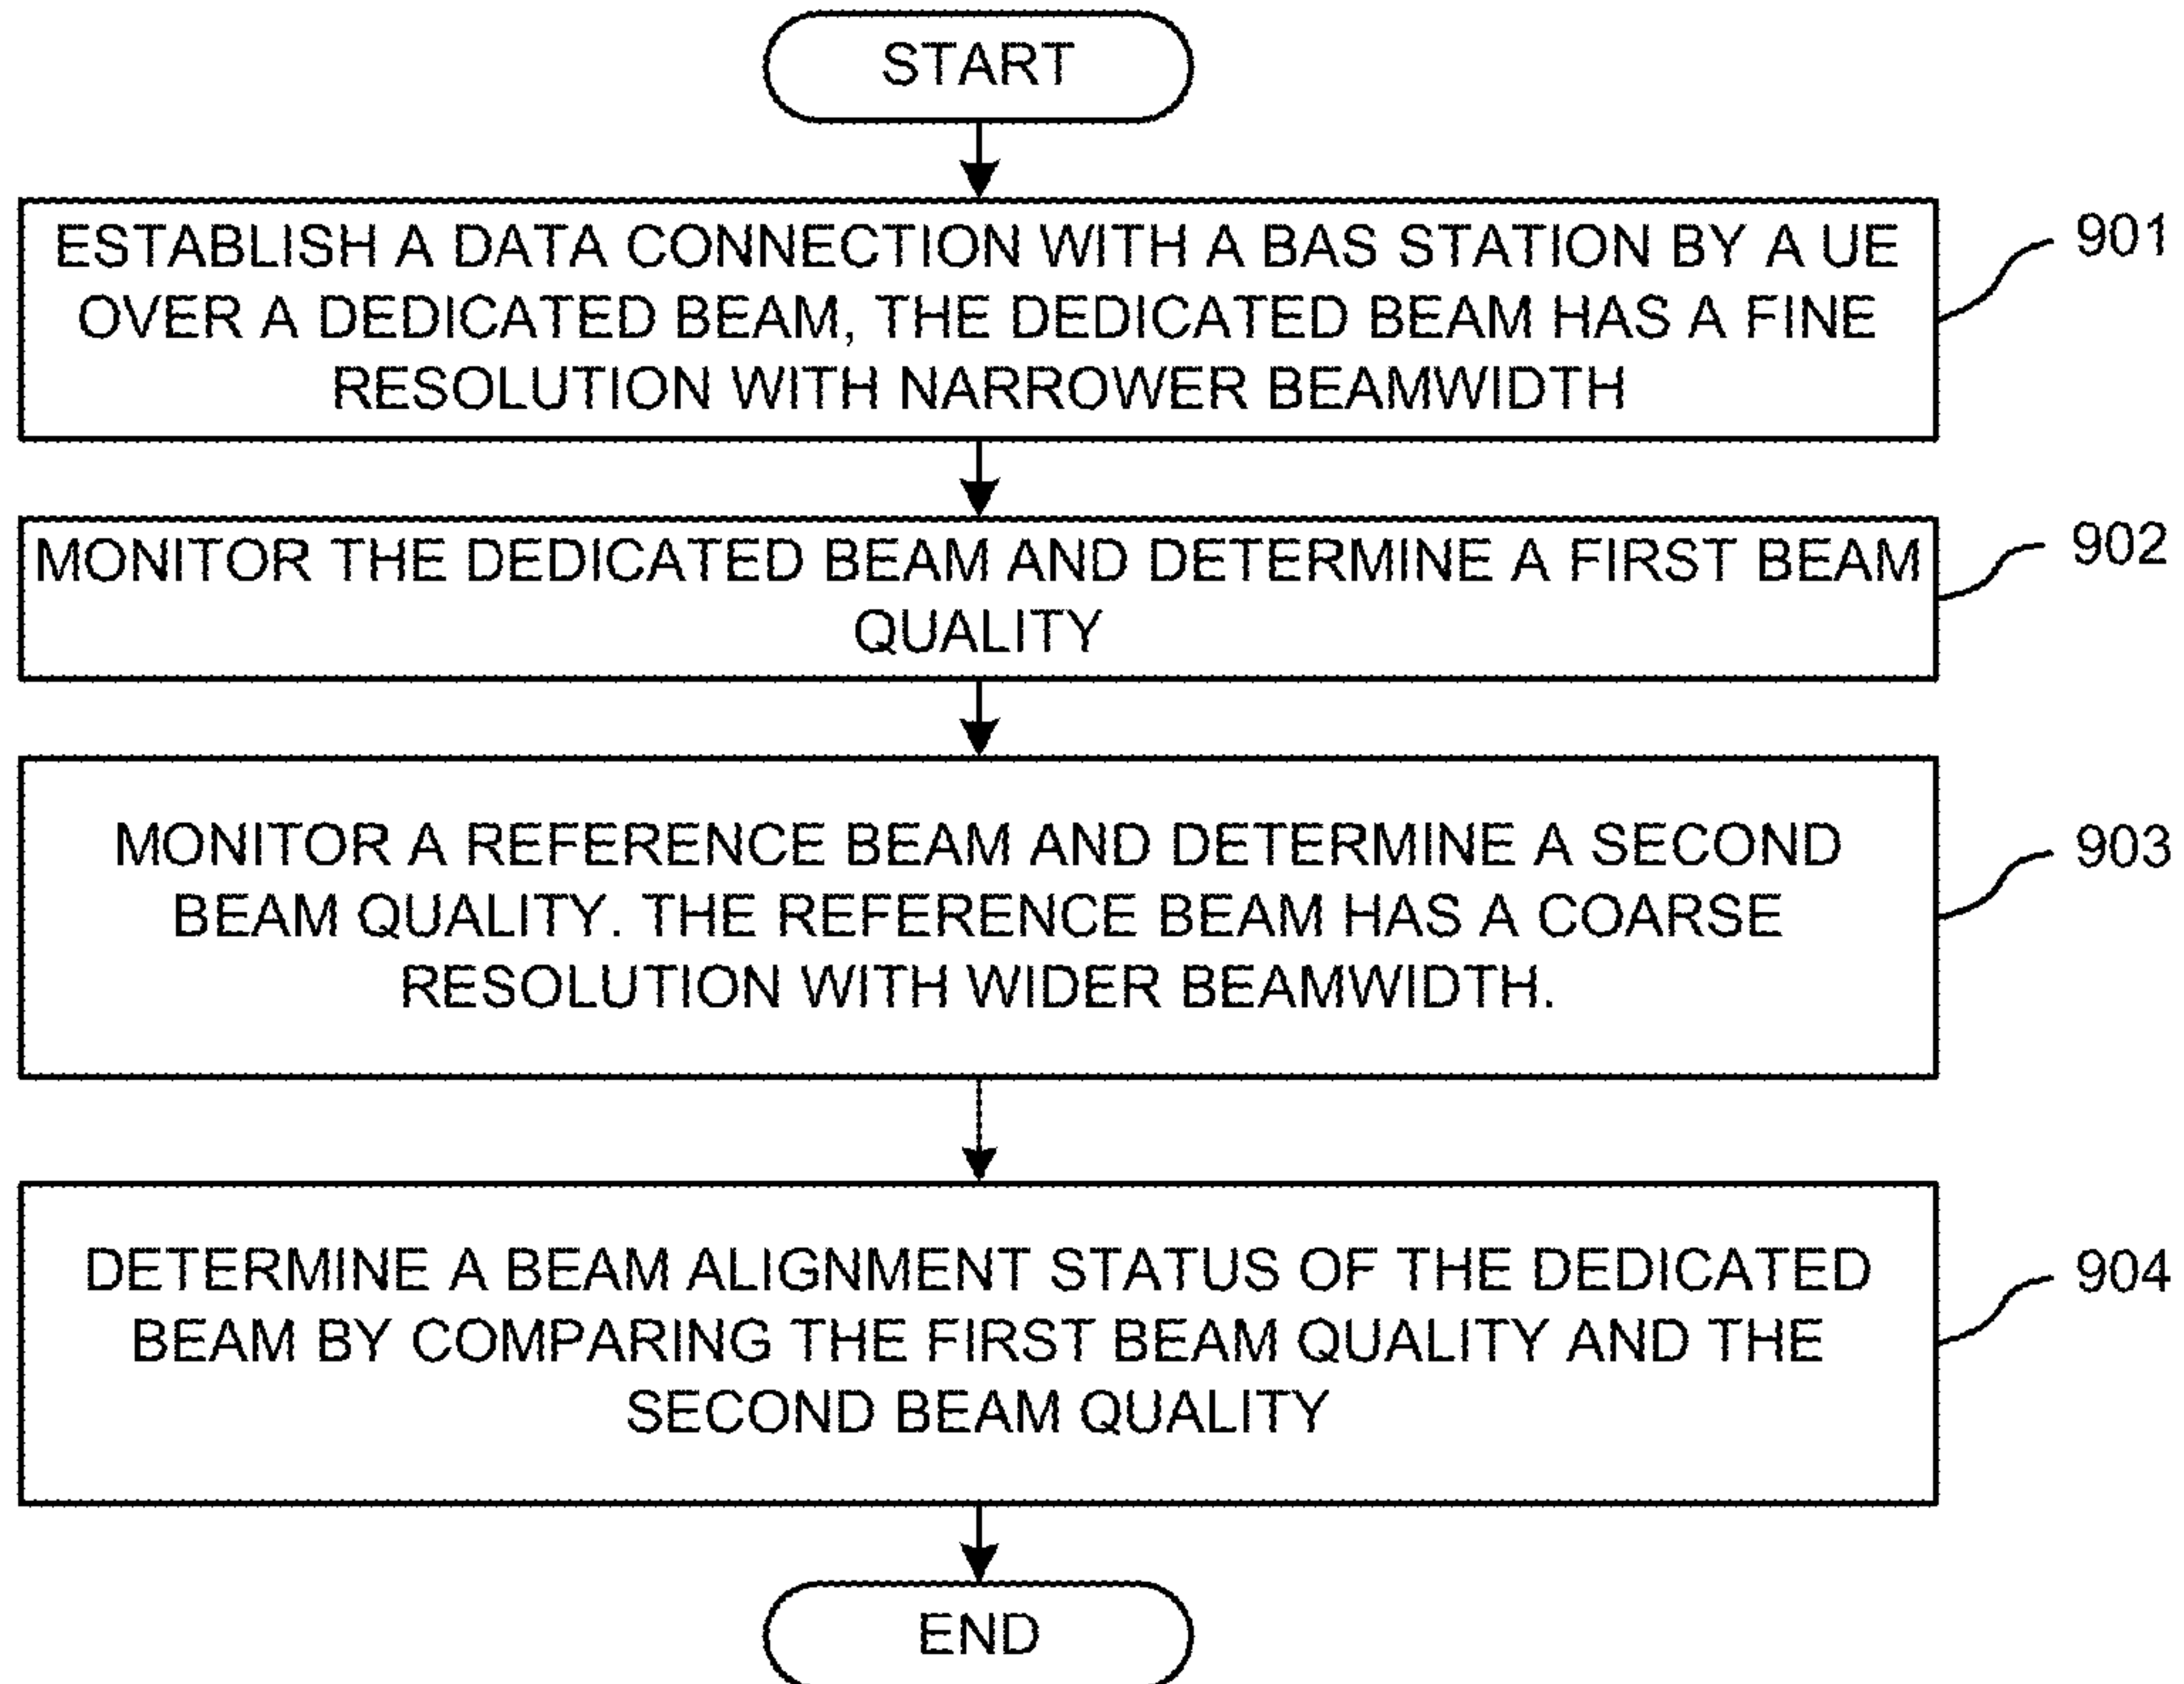 START
ESTABLISH A DATA CONNECTION WITH A BAS STATION BY A UE
OVER A DEDICATED BEAM, THE DEDICATED BEAM HAS A FINE
RESOLUTION WITH NARROWER BEAMWIDTH
901
MONITOR THE DEDICATED BEAM AND DETERMINE A FIRST BEAM
QUALITY
902
MONITOR A REFERENCE BEAM AND DETERMINE A SECOND
BEAM QUALITY. THE REFERENCE BEAM HAS A COARSE
RESOLUTION WITH WIDER BEAMWIDTH.
903
DETERMINE A BEAM ALIGNMENT STATUS OF THE DEDICATED
BEAM BY COMPARING THE FIRST BEAM QUALITY AND THE
SECOND BEAM QUALITY
904
END